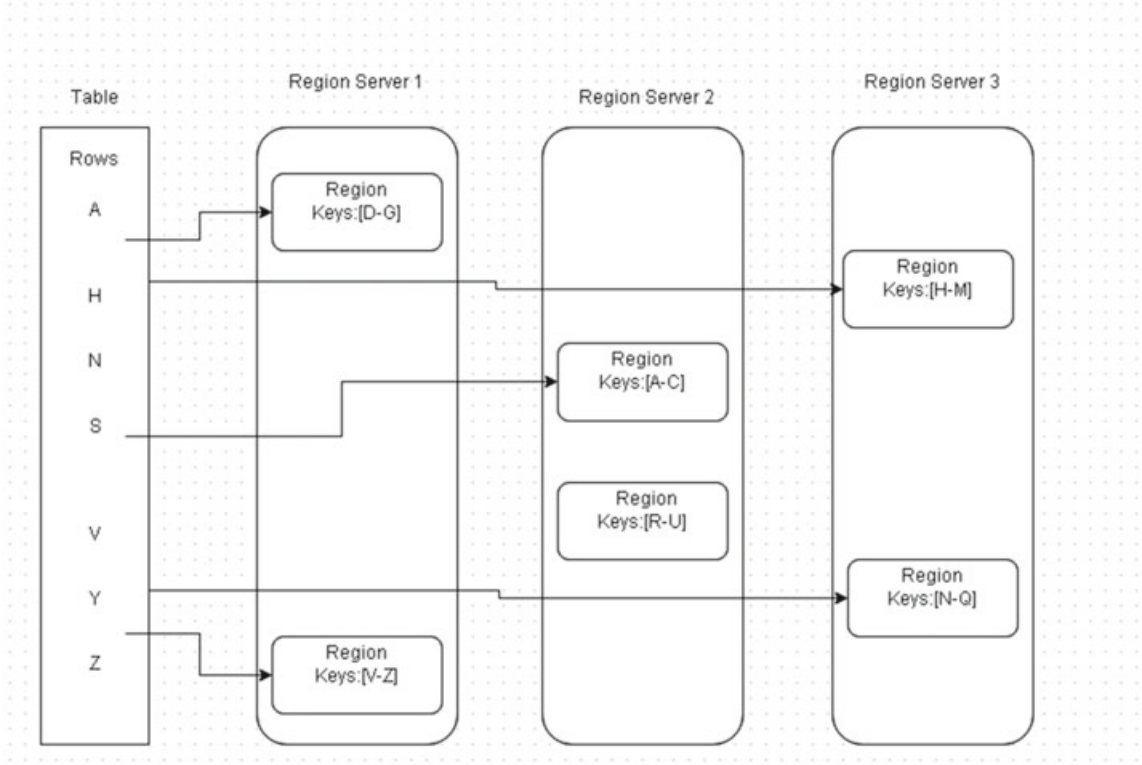 Table
Rows
A
H
N
S
V
Y
Z
Region Server 1
Region
Keys:[D-G]
Region
Keys:[V-Z]
Region Server 2
Region
Keys:[A-C]
Region
Keys:[R-U]
Region Server 3
Region
Keys:[H-M]
Region
Keys:[N-Q]